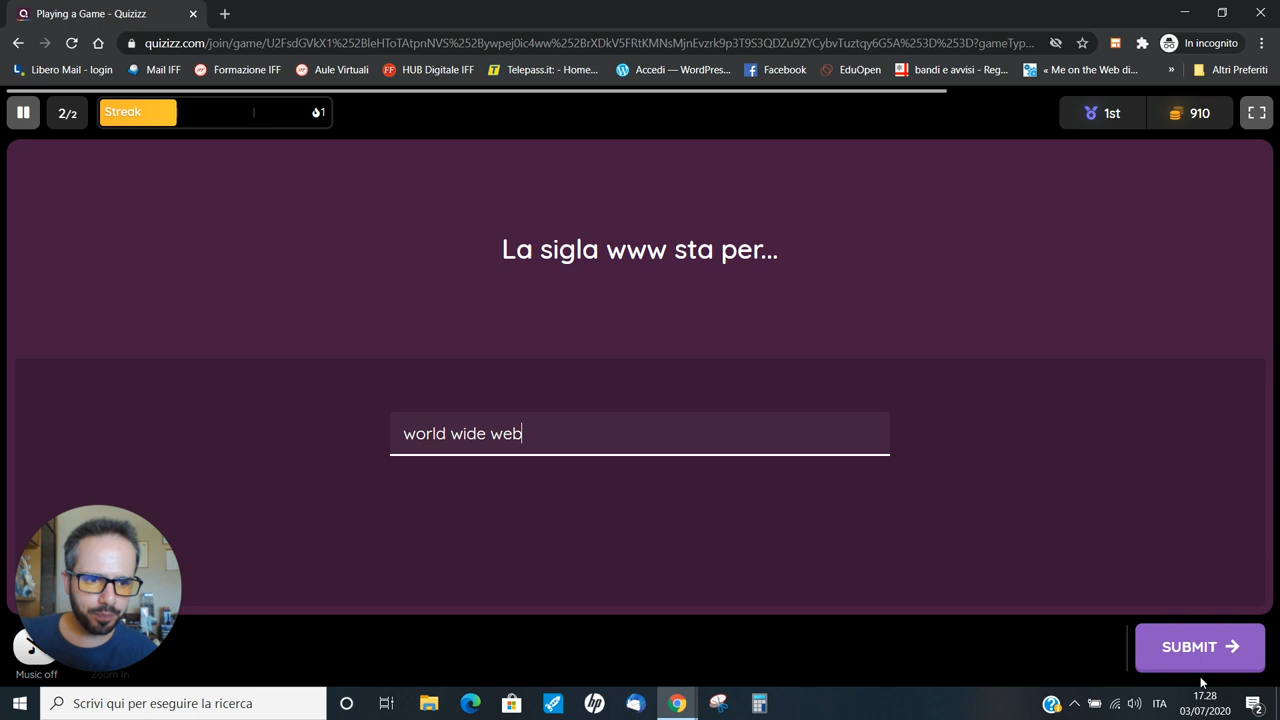 Playing a Game - Quizizz
quizizz.com/join/game/U2FsdGVkX1%252BleHToTAtpnNVS%252Bywpej0ic4ww%252BrXDkV5FRtKMNsMjnEvzrk9p3T9S3QDZu9ZYCybvTuztqy6G5A%253D%253D?gameTyp...
In incognito
Libero Mail - login
Mail IFF
Formazione IFF
Aule Virtuali
HUB Digitale IFF
Telepass.it: - Home...
Accedi — WordPres...
Facebook
EduOpen
bandi e avvisi - Reg...
« Me on the Web di...
»
Altri Preferiti
2/2
Streak
1
1st
910
La sigla www sta per...
world wide web
SUBMIT
Music off
Zoom In
Scrivi qui per eseguire la ricerca
ITA
17.28
03/07/2020
2